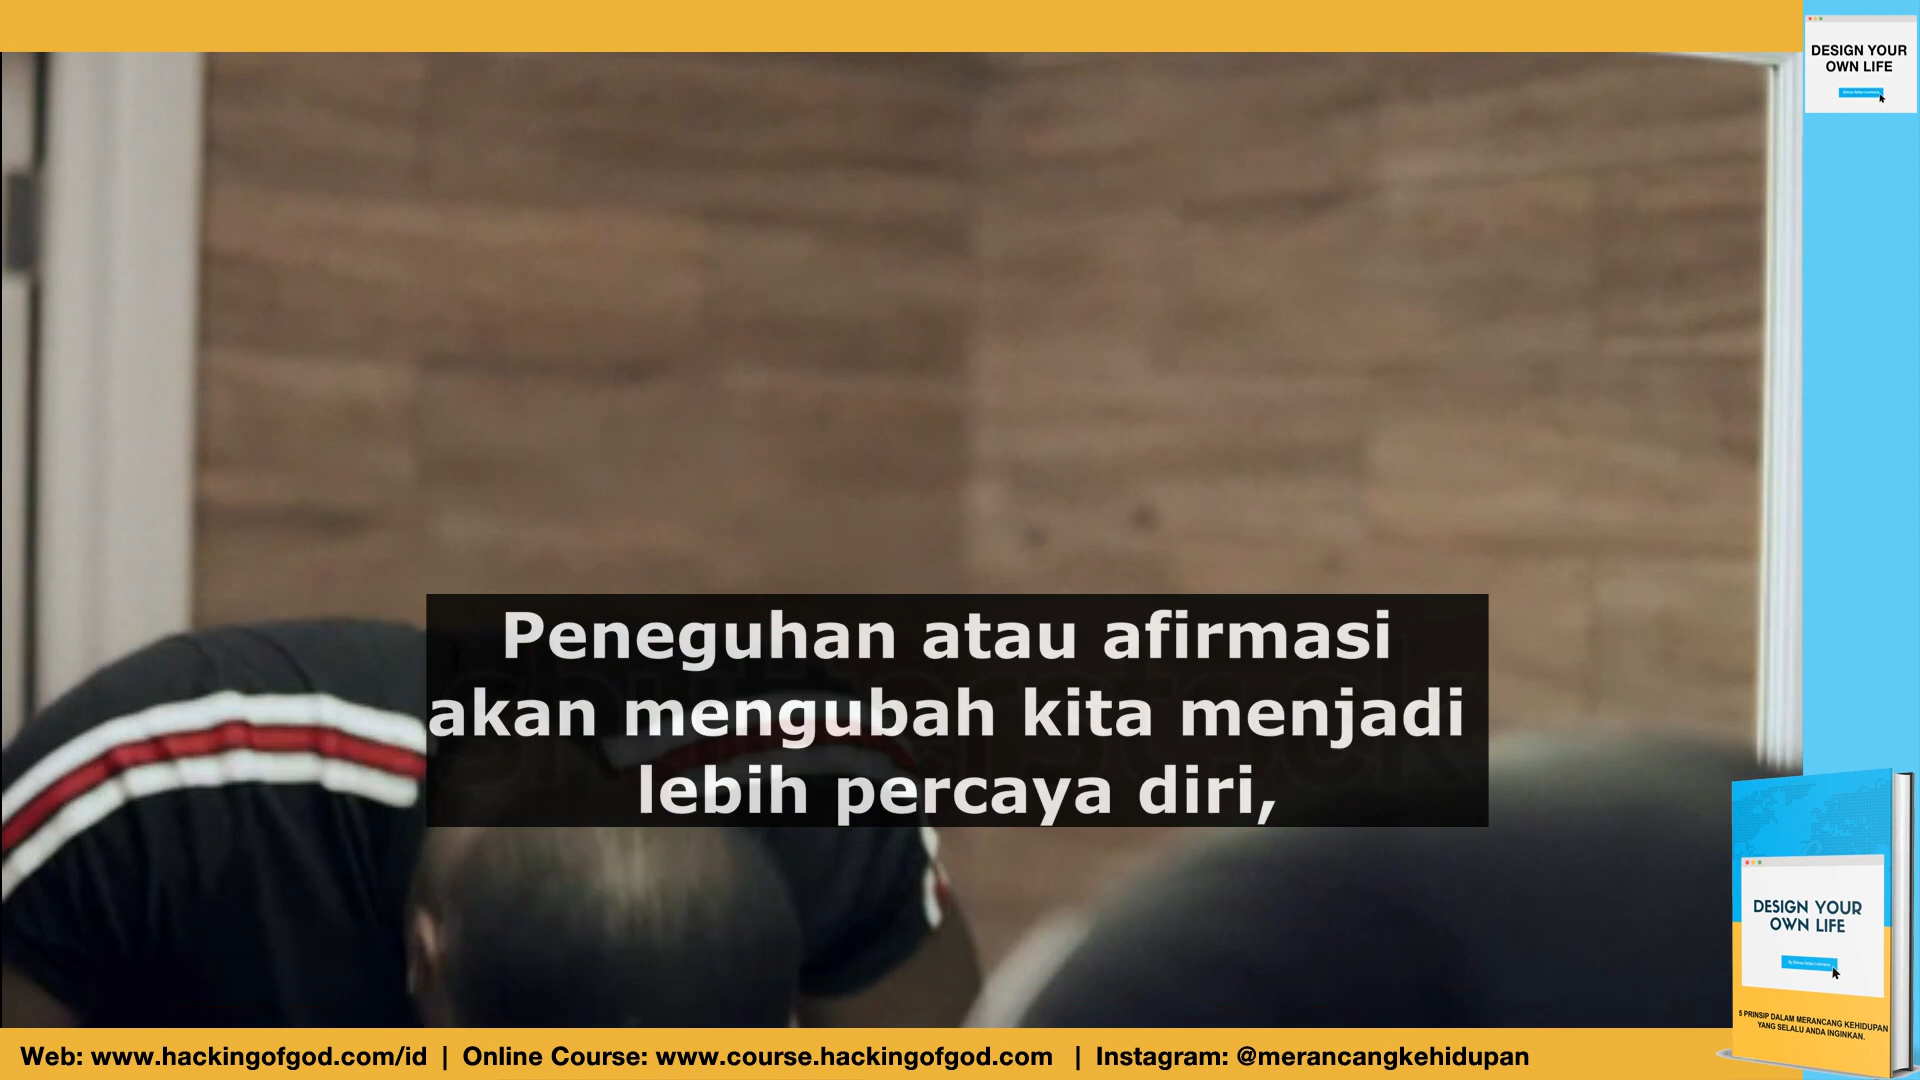 DESIGN YOUR
OWN LIFE
Peneguhan atau afirmasi
akan mengubah kita menjadi
lebih percaya diri,
DESIGN YOUR
OWN LIFE
5 PRINSIP DALAM MERANCANG KEHIDUPAN
YANG SELALU ANDA INGINKAN.
Web: www.hackingofgod.com/id | Online Course: www.course.hackingofgod.com | Instagram: @merancangkehidupan